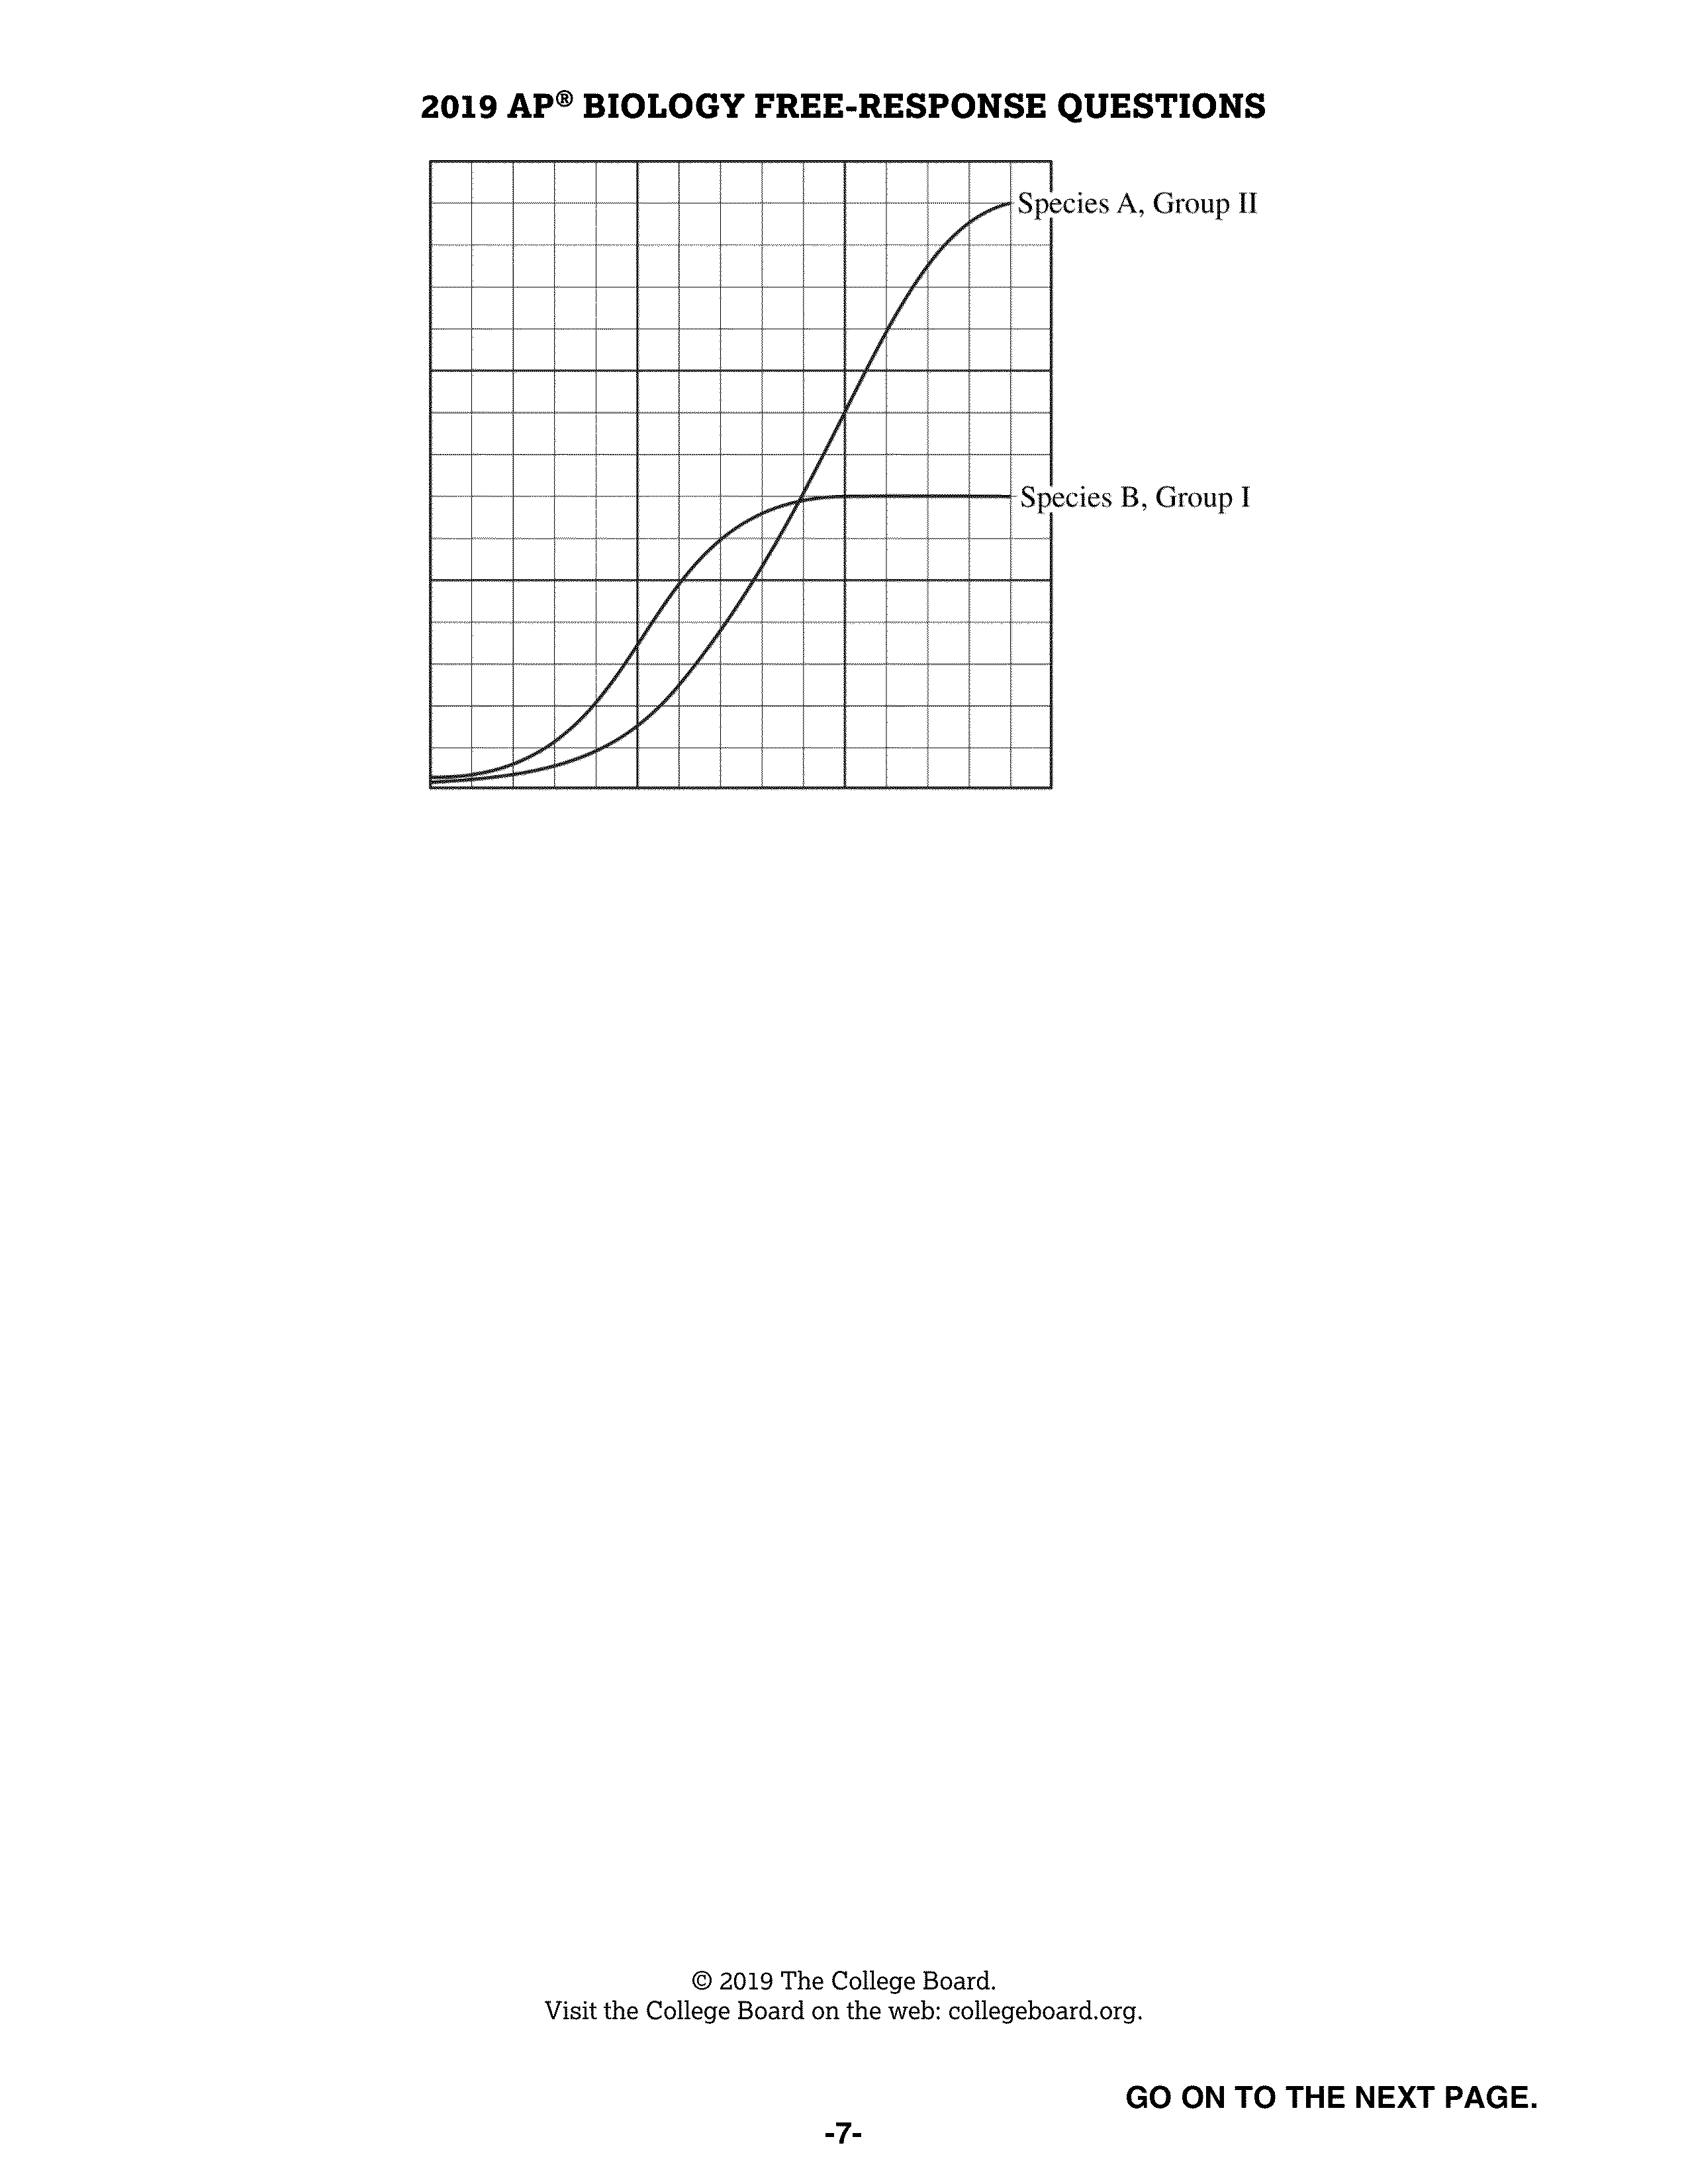 2019 AP® BIOLOGY FREE-RESPONSE QUESTIONS
Species A, Group II
Species B, Group I
© 2019 The College Board.
Visit the College Board on the web: collegeboard.org.
GO ON TO THE NEXT PAGE.
-7-